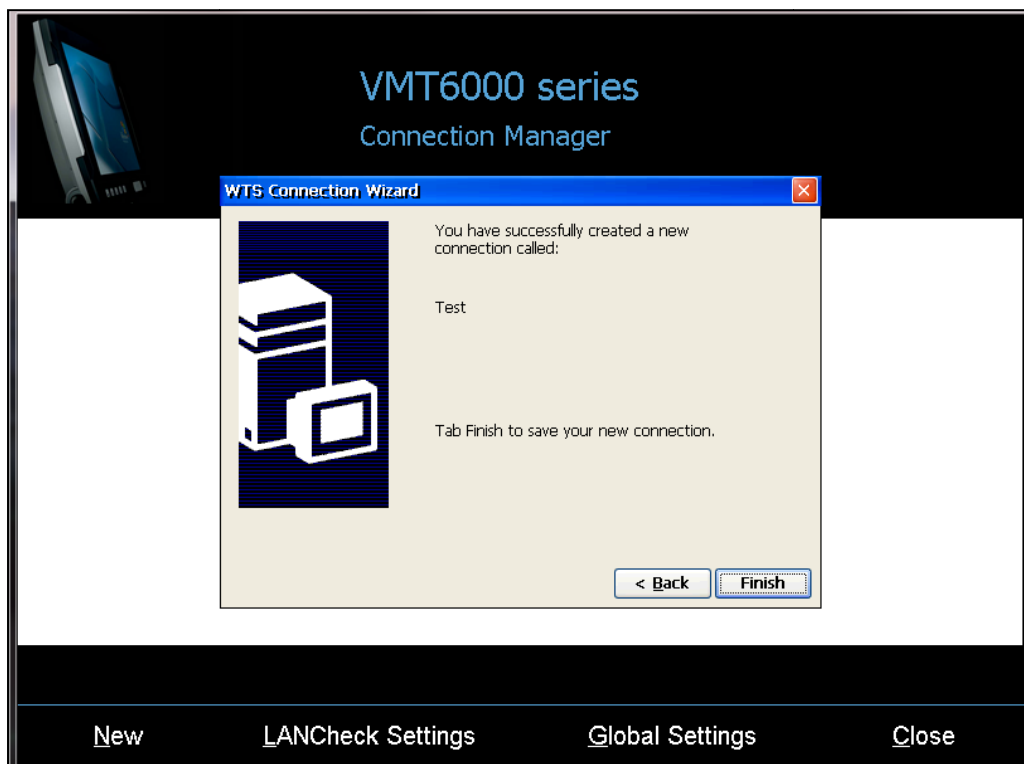 VMT6000 series
Connection Manager
WTS Connection Wizard
You have successfully created a new
connection called:
Test
Tab Finish to save your new connection.
< Back
Finish
New
LANCheck Settings
Global Settings
Close